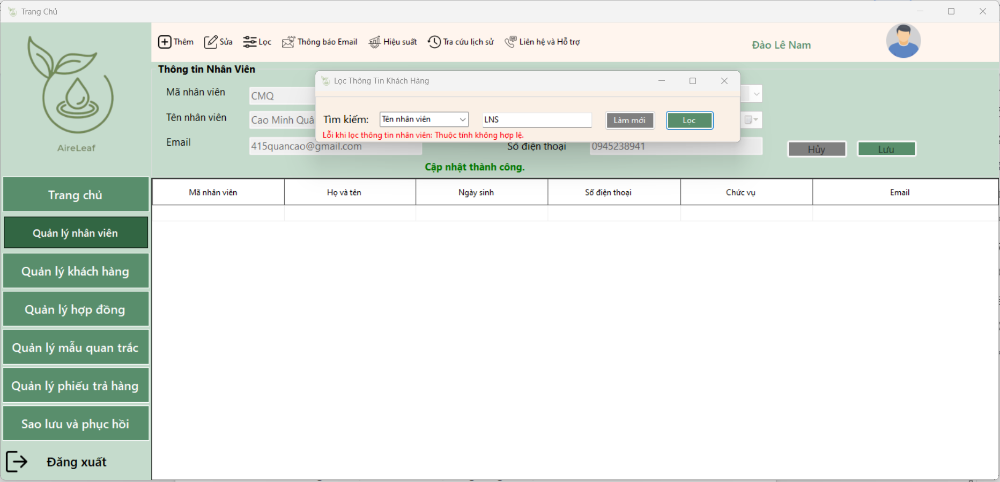 Trang Chủ
Thêm Sửa Lọc Thông báo Email Hiệu suất Tra cứu lịch sử Liên hệ và Hỗ trợ
Đào Lê Nam
AireLeaf
Thông tin Nhân Viên
Mã nhân viên CMQ
Tên nhân viên Cao Minh Quân
Email 415quancao@gmail.com
Số điện thoại 0945238941
Hủy Lưu
Cập nhật thành công.
Lọc Thông Tin Khách Hàng
Tìm kiếm: Tên nhân viên LNS Làm mới Lọc
Lỗi khi lọc thông tin nhân viên: Thuộc tính không hợp lệ.
Mã nhân viên Họ và tên Ngày sinh Số điện thoại Chức vụ Email
Trang chủ
Quản lý nhân viên
Quản lý khách hàng
Quản lý hợp đồng
Quản lý mẫu quan trắc
Quản lý phiếu trả hàng
Sao lưu và phục hồi
Đăng xuất